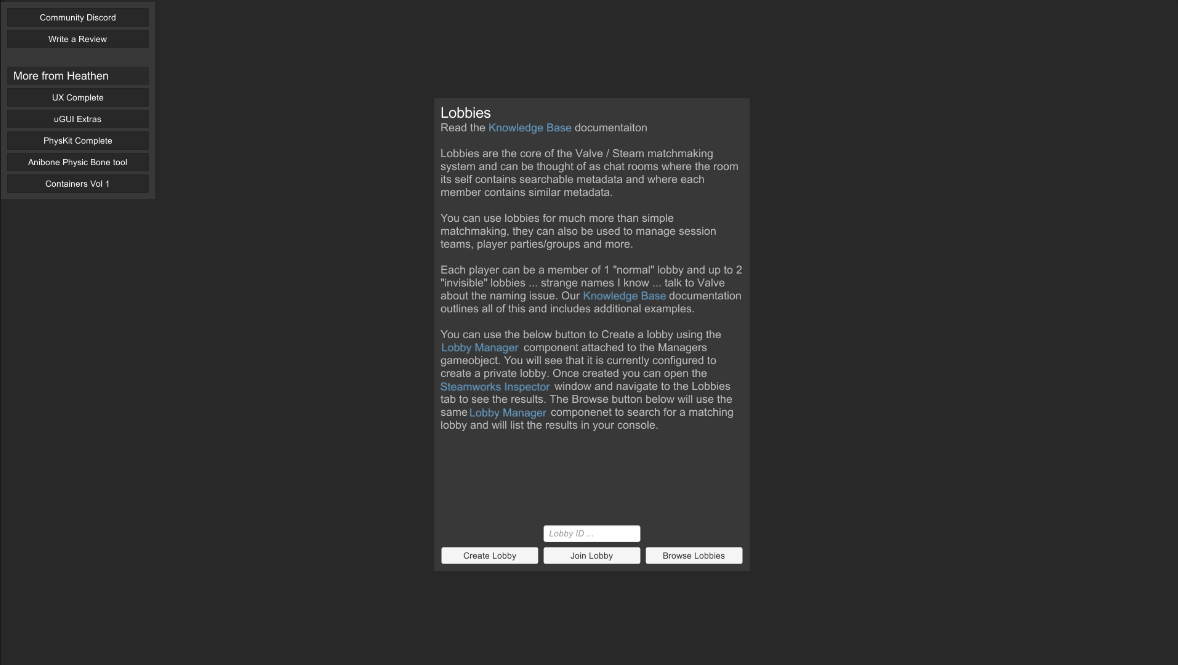 Community Discord
Write a Review
More from Heathen
UX Complete
uGUI Extras
PhysKit Complete
Anibone Physic Bone tool
Containers Vol 1
Lobbies
Read the Knowledge Base documentaiton
Lobbies are the core of the Valve / Steam matchmaking
system and can be thought of as chat rooms where the room
its self contains searchable metadata and where each
member contains similar metadata.
You can use lobbies for much more than simple
matchmaking, they can also be used to manage session
teams, player parties/groups and more.
Each player can be a member of 1 "normal" lobby and up to 2
"invisible" lobbies ... strange names I know ... talk to Valve
about the naming issue. Our Knowledge Base documentation
outlines all of this and includes additional examples.
You can use the below button to Create a lobby using the
Lobby Manager component attached to the Managers
gameobject. You will see that it is currently configured to
create a private lobby. Once created you can open the
Steamworks Inspector window and navigate to the Lobbies
tab to see the results. The Browse button below will use the
same Lobby Manager componenet to search for a matching
lobby and will list the results in your console.
Lobby ID ...
Create Lobby
Join Lobby
Browse Lobbies